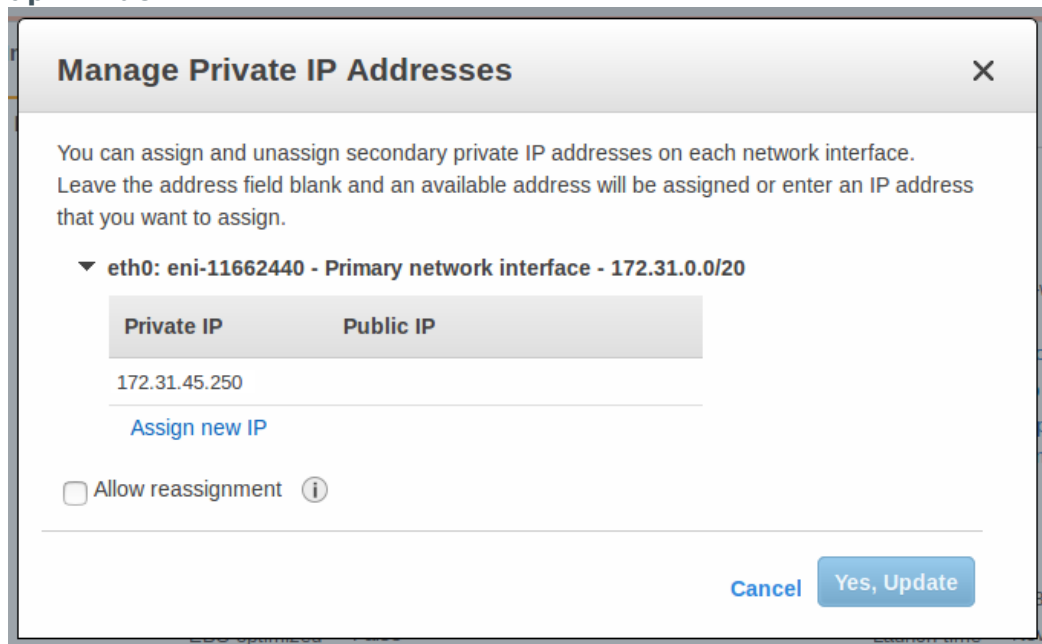 Manage Private IP Addresses
You can assign and unassign secondary private IP addresses on each network interface.
Leave the address field blank and an available address will be assigned or enter an IP address
that you want to assign.
eth0: eni-11662440 - Primary network interface - 172.31.0.0/20
Private IP Public IP
172.31.45.250
Assign new IP
Allow reassignment
Cancel Yes, Update